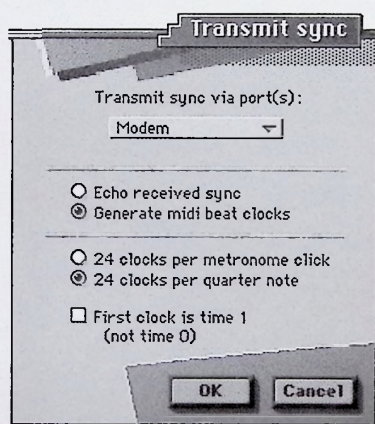 Transmit sync
Transmit sync via port(s):
Modem
Echo received sync
Generate midi beat clocks
24 clocks per metronome click
24 clocks per quarter note
First clock is time 1
(not time 0)
OK
Cancel